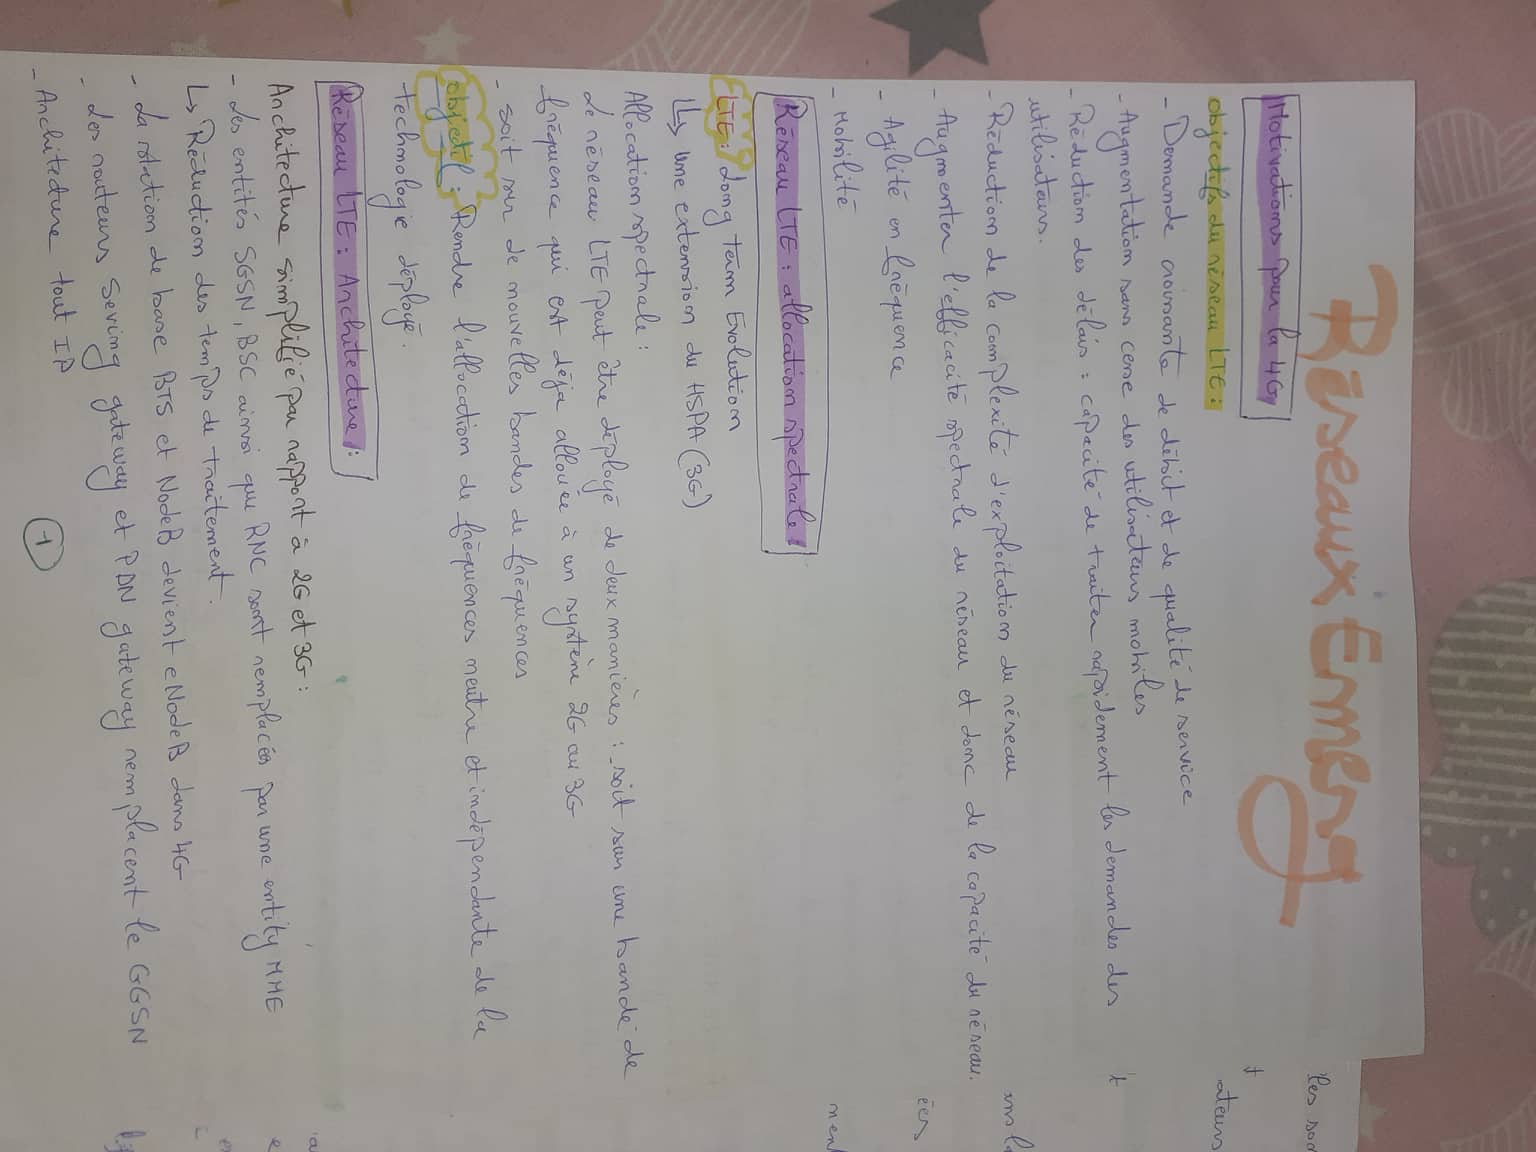 Réseaux Emerg
Motivations pour la 4G
objectifs du réseau LTE:
- Demande croissante de débit et de qualité de service
- Augmentation sans cesse des utilisateurs mobiles
- Réduction des délais : capacité de traiter rapidement les demandes des
utilisateurs.
- Réduction de la complexité d'exploitation du réseau
- Augmenter l'efficacité spectrale du réseau et donc de la capacité du réseau.
- Agilité en fréquence
- Mobilité
Réseau LTE : allocation spectrale:
LTE: Long term Evolution
↳ une extension du HSPA (3G)
Allocation spectrale :
Le réseau LTE peut être déployé de deux manières : - soit sur une bande de
fréquence qui est déja allouée à un système 2G ou 3G
- soit sur de nouvelles bandes de fréquences
objectif : Rendre l'allocation de fréquences neutre et indépendante de la
technologie déployé.
Réseau LTE : Architecture :
Architecture simplifié par rapport à 2G et 3G :
- Les entités SGSN, BSC ainsi que RNC sont remplacées par une entity MME
↳ Réduction des temps de traitement.
- La station de base BTS et NodeB devient eNodeB dans 4G
- Les routeurs Serving gateway et PDN gateway remplacent le GGSN
- Architecture tout IP
1
ateurs
ées